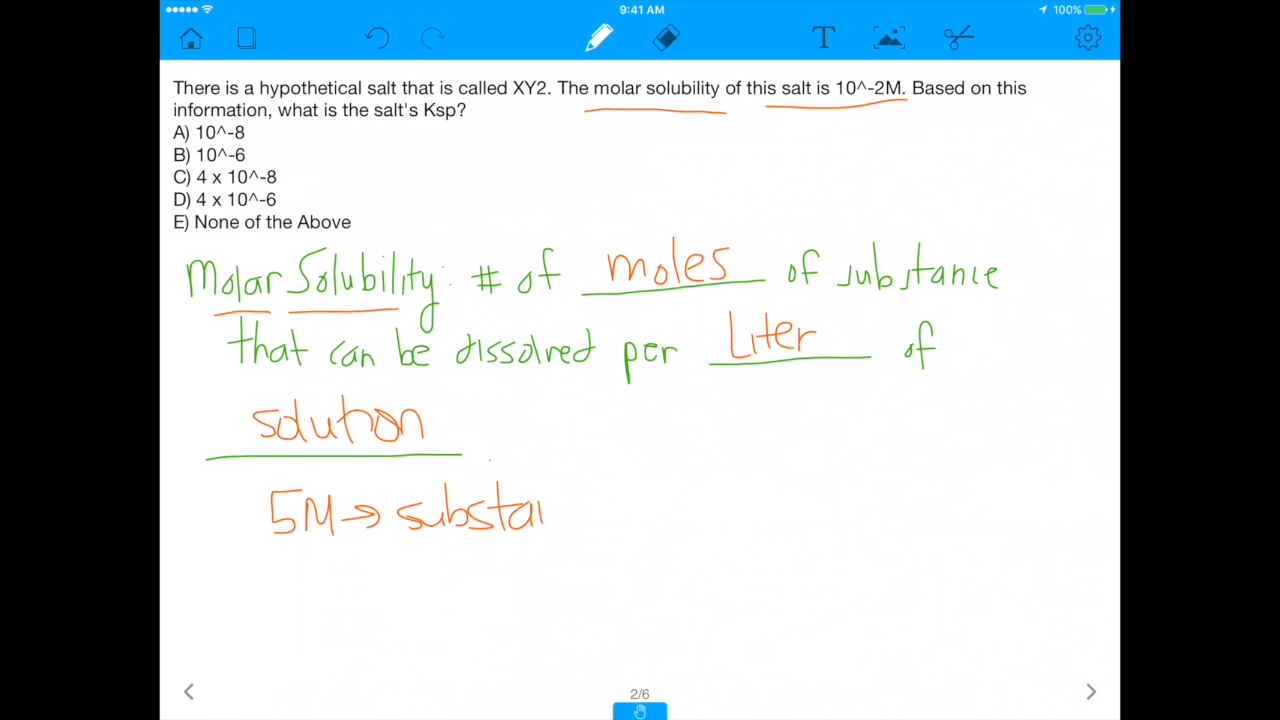 9:41 AM
100%
T
There is a hypothetical salt that is called XY2. The molar solubility of this salt is 10^-2M. Based on this
information, what is the salt's Ksp?
A) 10^-8
B) 10^-6
C) 4 x 10^-8
D) 4 x 10^-6
E) None of the Above
Molar Solubility: # of moles of substance
that can be dissolved per Liter of
solution
5M → substan
2/6